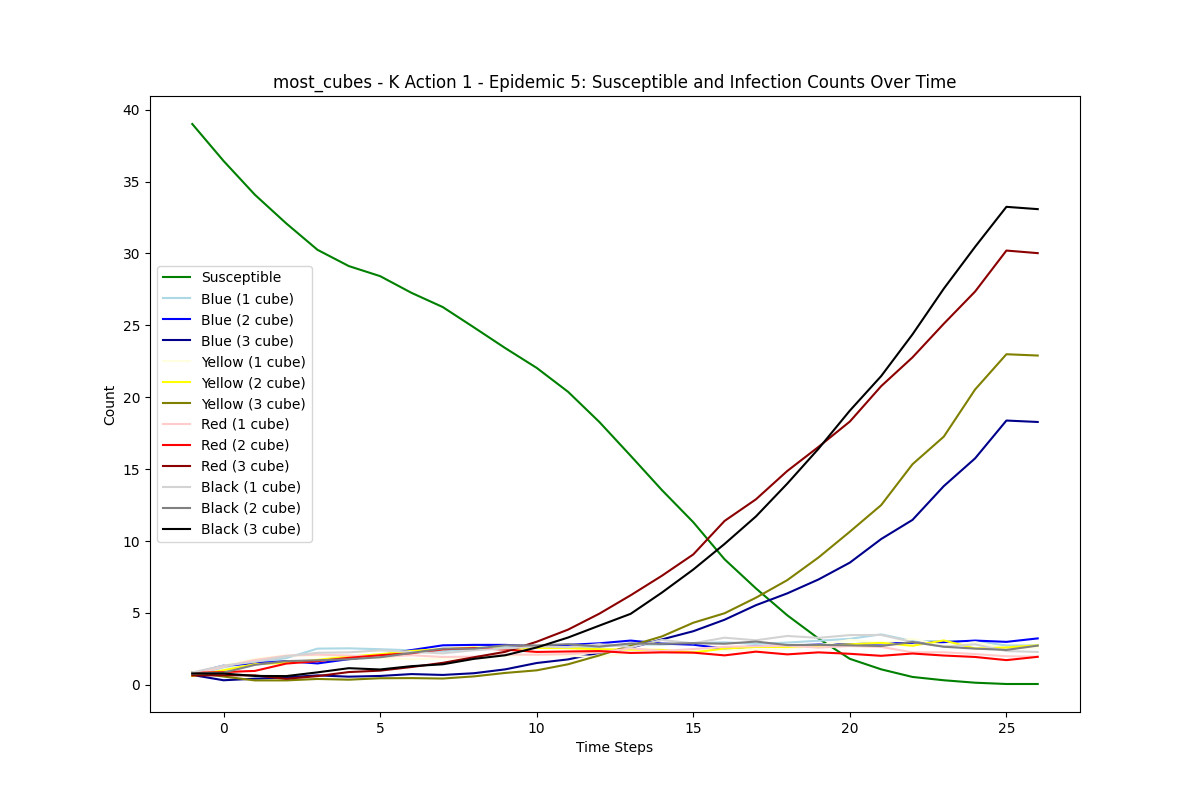 most_cubes - K Action 1 - Epidemic 5: Susceptible and Infection Counts Over Time
40
35
30
25
20
15
10
5
0
Count
Susceptible
Blue (1 cube)
Blue (2 cube)
Blue (3 cube)
Yellow (1 cube)
Yellow (2 cube)
Yellow (3 cube)
Red (1 cube)
Red (2 cube)
Red (3 cube)
Black (1 cube)
Black (2 cube)
Black (3 cube)
0 5 10 15 20 25
Time Steps